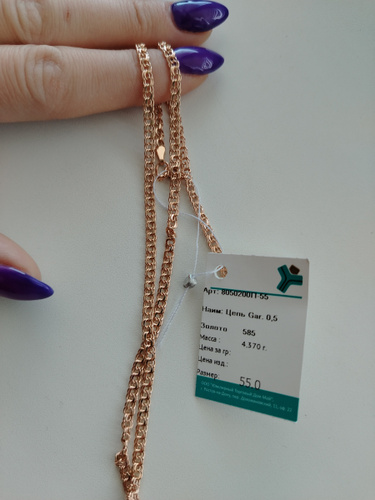 Арт: 80502001Т-55
Наим: Цепь Gar. 0,5
Золото 585
Масса : 4,370 г.
Цена за гр:
Цена изд.:
Размер: 55.0